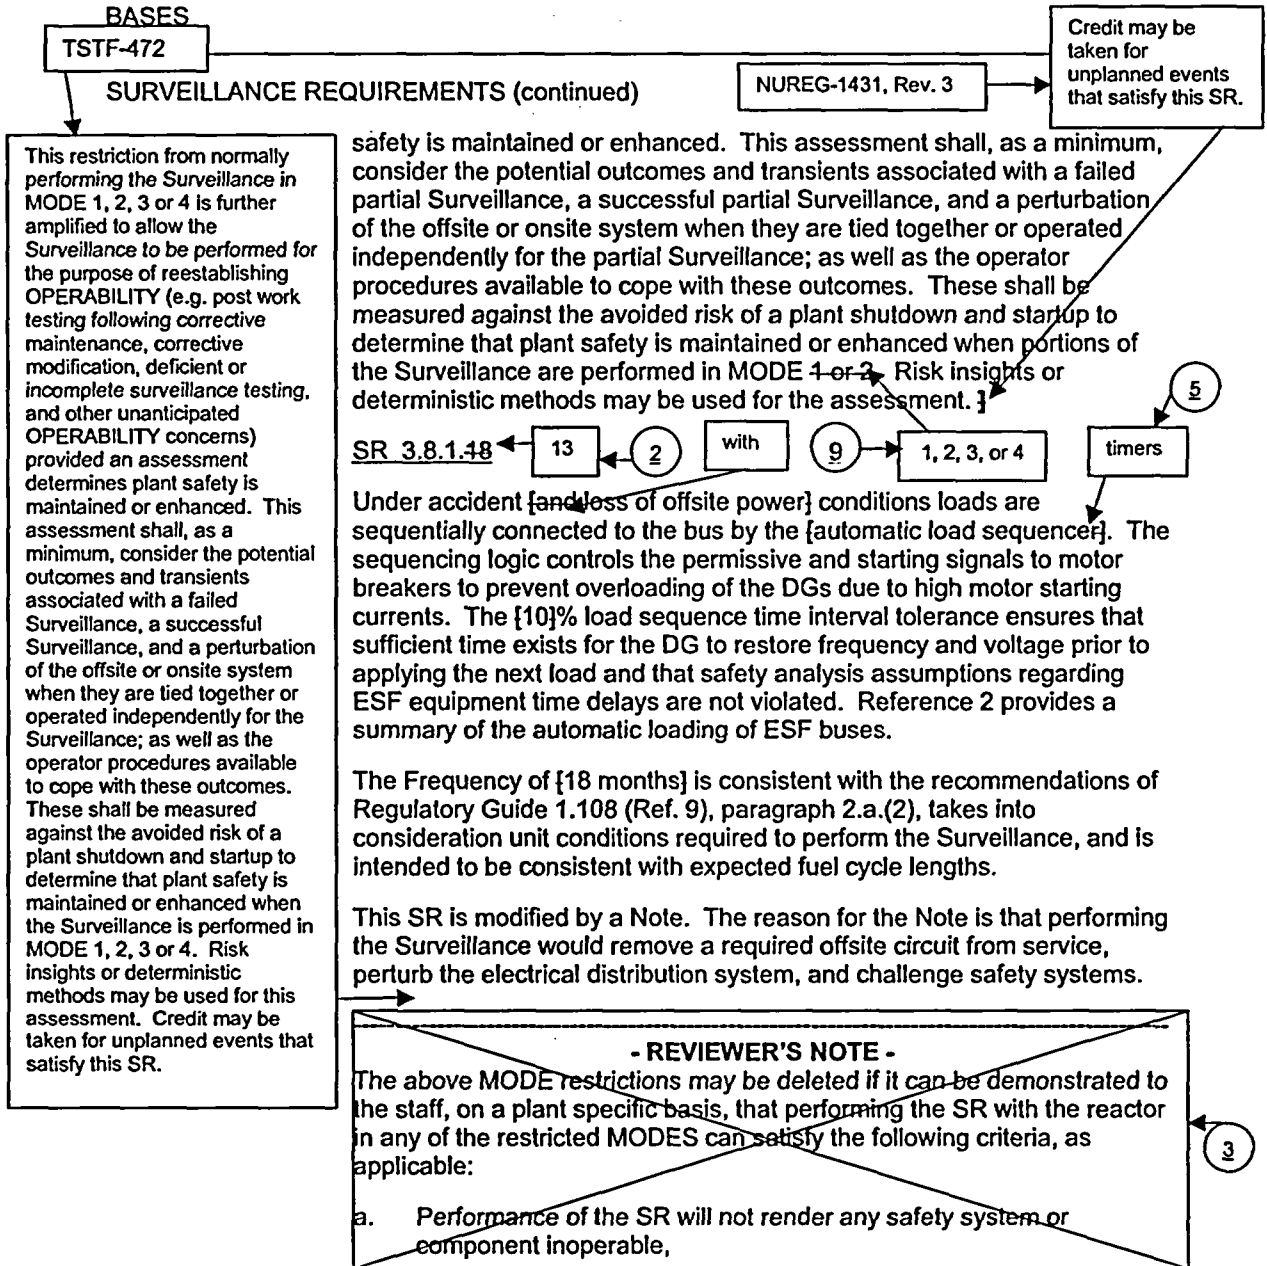 BASES
TSTF-472
Credit may be
taken for
unplanned events
that satisfy this SR.
SURVEILLANCE REQUIREMENTS (continued)
NUREG-1431, Rev. 3
This restriction from normally
performing the Surveillance in
MODE 1, 2, 3 or 4 is further
amplified to allow the
Surveillance to be performed for
the purpose of reestablishing
OPERABILITY (e.g. post work
testing following corrective
maintenance, corrective
modification, deficient or
incomplete surveillance testing,
and other unanticipated
OPERABILITY concerns)
provided an assessment
determines plant safety is
maintained or enhanced. This
assessment shall, as a
minimum, consider the potential
outcomes and transients
associated with a failed
Surveillance, a successful
Surveillance, and a perturbation
of the offsite or onsite system
when they are tied together or
operated independently for the
Surveillance; as well as the
operator procedures available
to cope with these outcomes.
These shall be measured
against the avoided risk of a
plant shutdown and startup to
determine that plant safety is
maintained or enhanced when
the Surveillance is performed in
MODE 1, 2, 3 or 4. Risk
insights or deterministic
methods may be used for this
assessment. Credit may be
taken for unplanned events that
satisfy this SR.
safety is maintained or enhanced. This assessment shall, as a minimum,
consider the potential outcomes and transients associated with a failed
partial Surveillance, a successful partial Surveillance, and a perturbation
of the offsite or onsite system when they are tied together or operated
independently for the partial Surveillance; as well as the operator
procedures available to cope with these outcomes. These shall be
measured against the avoided risk of a plant shutdown and startup to
determine that plant safety is maintained or enhanced when portions of
the Surveillance are performed in MODE 1 or 2. Risk insights or
deterministic methods may be used for the assessment. ]
5
SR 3.8.1.18 13 2 with 9 1, 2, 3, or 4 timers
Under accident [and loss of offsite power] conditions loads are
sequentially connected to the bus by the [automatic load sequencer]. The
sequencing logic controls the permissive and starting signals to motor
breakers to prevent overloading of the DGs due to high motor starting
currents. The [10]% load sequence time interval tolerance ensures that
sufficient time exists for the DG to restore frequency and voltage prior to
applying the next load and that safety analysis assumptions regarding
ESF equipment time delays are not violated. Reference 2 provides a
summary of the automatic loading of ESF buses.
The Frequency of [18 months] is consistent with the recommendations of
Regulatory Guide 1.108 (Ref. 9), paragraph 2.a.(2), takes into
consideration unit conditions required to perform the Surveillance, and is
intended to be consistent with expected fuel cycle lengths.
This SR is modified by a Note. The reason for the Note is that performing
the Surveillance would remove a required offsite circuit from service,
perturb the electrical distribution system, and challenge safety systems.
- REVIEWER'S NOTE -
The above MODE restrictions may be deleted if it can be demonstrated to
the staff, on a plant specific basis, that performing the SR with the reactor
in any of the restricted MODES can satisfy the following criteria, as
applicable:
3
a. Performance of the SR will not render any safety system or
component inoperable,